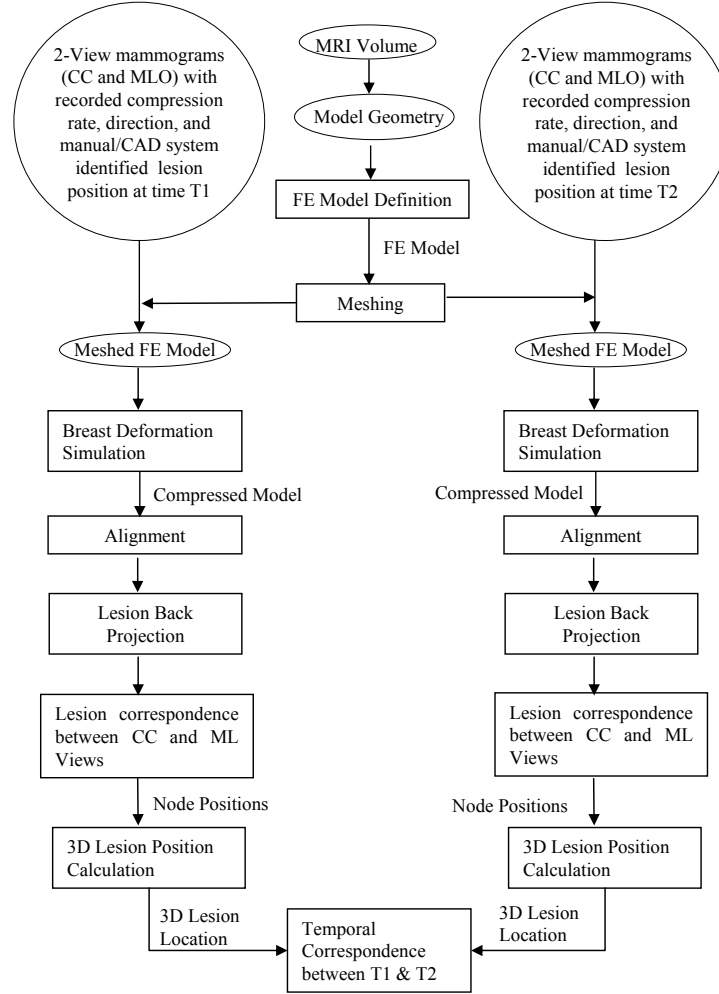 2-View mammograms
(CC and MLO) with
recorded compression
rate, direction, and
manual/CAD system
identified lesion
position at time T1
MRI Volume
Model Geometry
FE Model Definition
FE Model
Meshing
2-View mammograms
(CC and MLO) with
recorded compression
rate, direction, and
manual/CAD system
identified lesion
position at time T2
Meshed FE Model
Breast Deformation
Simulation
Compressed Model
Alignment
Lesion Back
Projection
Lesion correspondence
between CC and ML
Views
Node Positions
3D Lesion Position
Calculation
3D Lesion
Location
Meshed FE Model
Breast Deformation
Simulation
Compressed Model
Alignment
Lesion Back
Projection
Lesion correspondence
between CC and ML
Views
Node Positions
3D Lesion Position
Calculation
3D Lesion
Location
Temporal
Correspondence
between T1 & T2